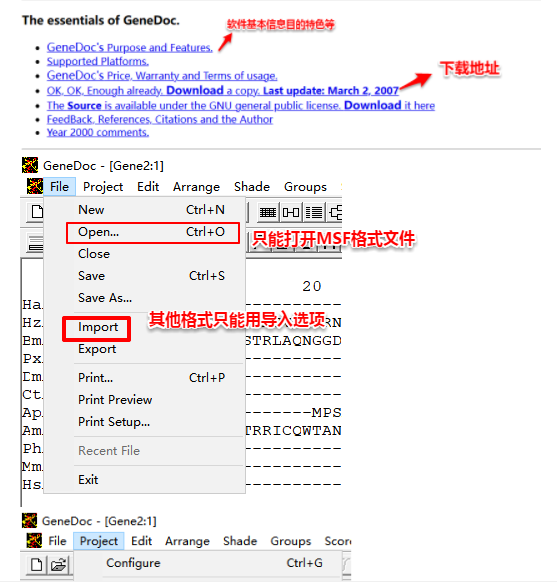 The essentials of GeneDoc.
软件基本信息目的特色等
GeneDoc's Purpose and Features.
Supported Platforms.
下载地址
GeneDoc's Price, Warranty and Terms of usage.
OK, OK, Enough already. Download a copy. Last update: March 2, 2007
The Source is available under the GNU general public license. Download it here
FeedBack, References, Citations and the Author
Year 2000 comments.
GeneDoc - [Gene2:1]
File Project Edit Arrange Shade Groups
New Ctrl+N
Open... Ctrl+O
只能打开MSF格式文件
Close
Save Ctrl+S
Save As...
20
Ha
其他格式只能用导入选项
Import
Hz
RN
Export
Bm
STRLAQNGGD
Px
Print... Ctrl+P
Dm
Print Preview
Ct
Print Setup...
Ap
MPS
Am
TRRICQWTAN
Recent File
Ph
Mm
Exit
Hs
GeneDoc - [Gene2:1]
File Project Edit Arrange Shade Groups Scor
Configure Ctrl+G